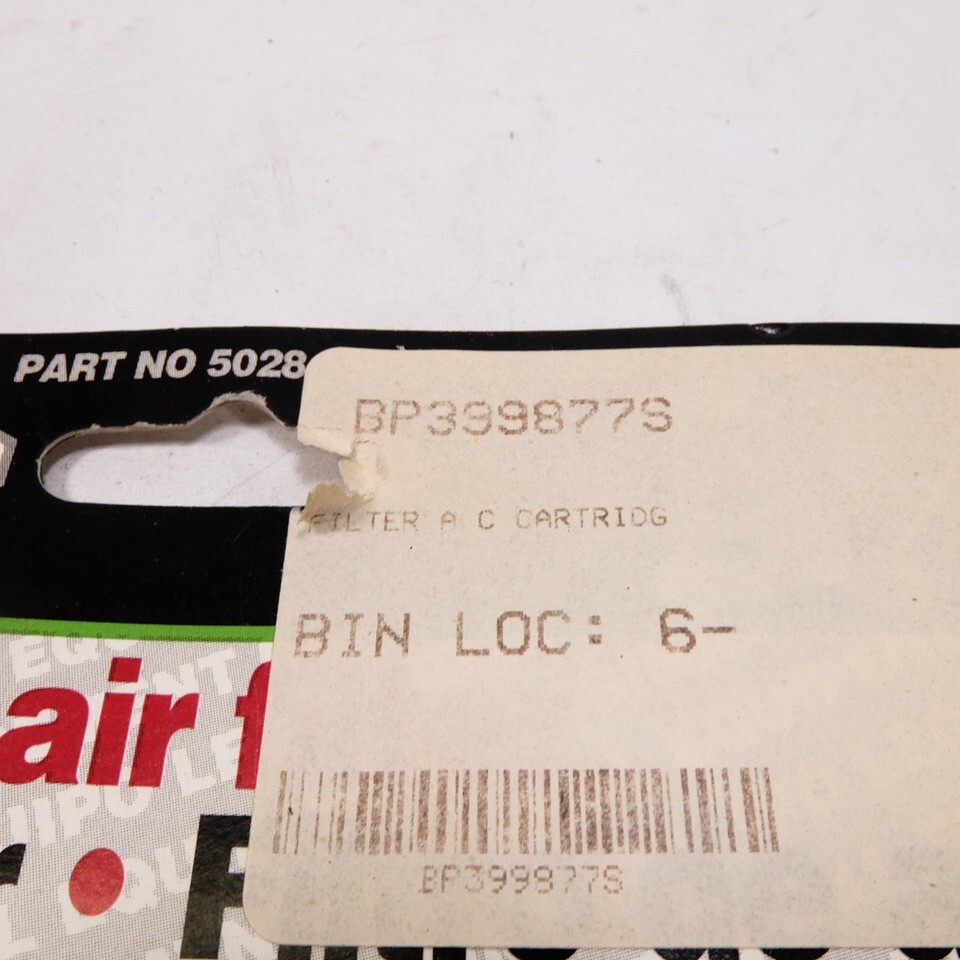 PART NO 5028
BP399877S
FILTER A C CARTRIDG
BIN LOC: 6-
air f
BP399877S